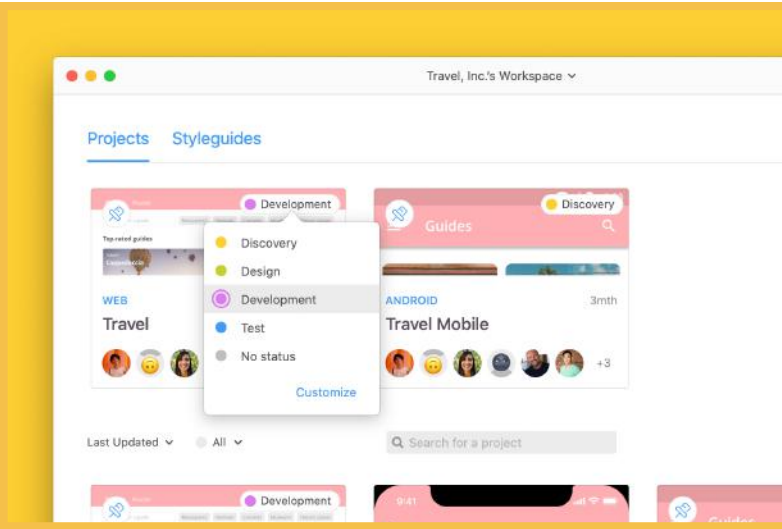 Travel, Inc.'s Workspace
Projects
Styleguides
Development
Discovery
Top-rated guides
Guides
Discovery
Design
Development
Test
No status
Customize
WEB
Travel
ANDROID
3mth
Travel Mobile
+3
Last Updated
All
Search for a project
Development
9:41
Guides